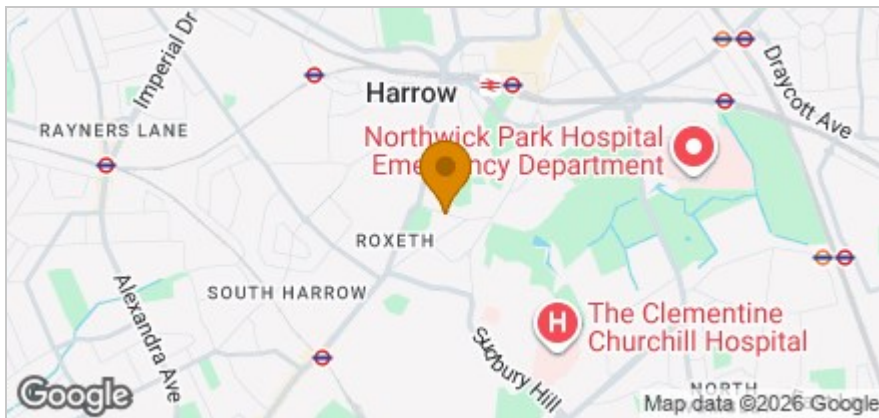 Imperial Dr
Draycott Ave
Harrow
RAYNERS LANE
Northwick Park Hospital
Emergency Department
ROXETH
SOUTH HARROW
Alexandra Ave
H
The Clementine
Churchill Hospital
Sudbury Hill
NORTH
Google
Map data ©2026 Google